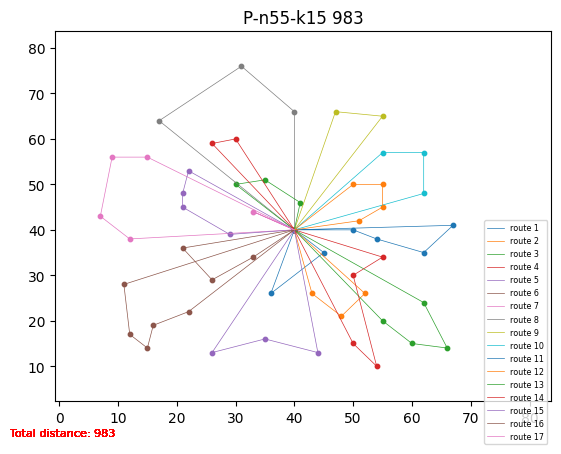 P-n55-k15 983
80
70
60
50
40
30
20
10
0 10 20 30 40 50 60 70 80
route 1
route 2
route 3
route 4
route 5
route 6
route 7
route 8
route 9
route 10
route 11
route 12
route 13
route 14
route 15
route 16
route 17
Total distance: 983